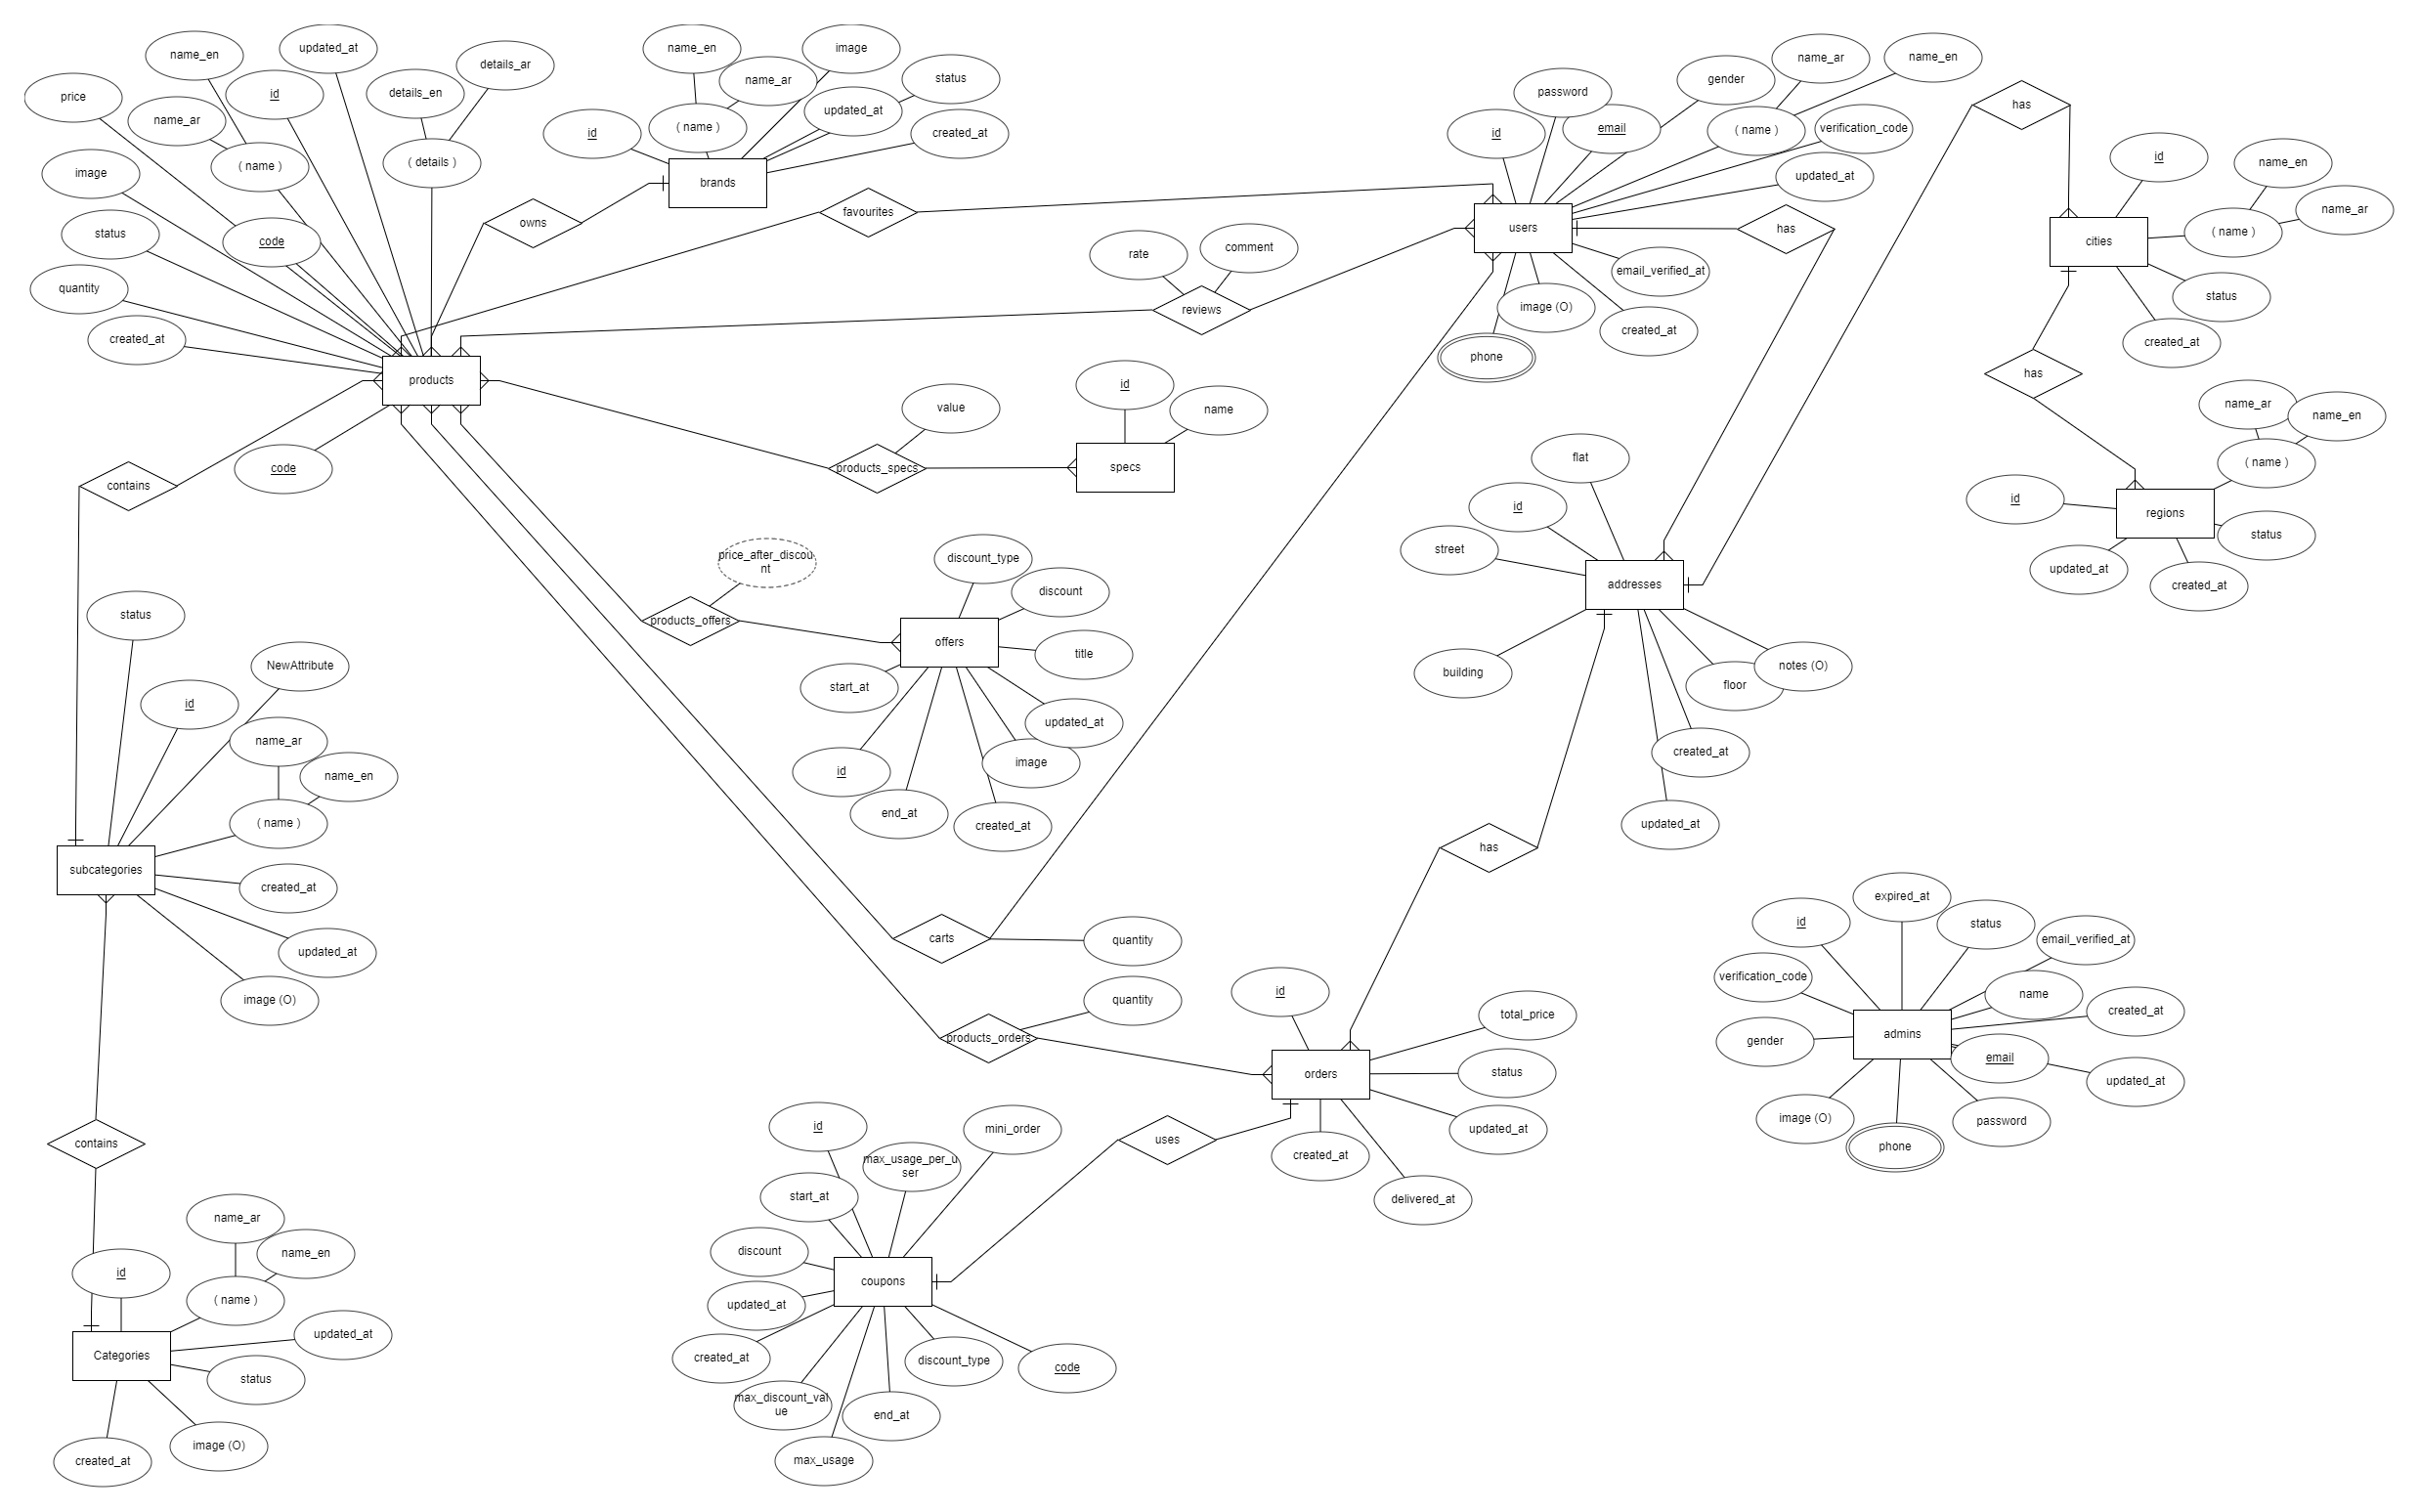 name_en
updated_at
details_ar
price
id
details_en
name_ar
( name )
( details )
image
status
code
quantity
created_at
products
code
name_en
image
name_ar
status
updated_at
id
( name )
created_at
brands
owns
favourites
rate
comment
reviews
password
gender
name_ar
name_en
id
email
( name )
verification_code
updated_at
users
has
email_verified_at
image (O)
created_at
phone
has
id
name_en
name_ar
cities
( name )
status
created_at
has
name_ar
name_en
( name )
id
regions
status
updated_at
created_at
value
id
name
products_specs
specs
contains
flat
id
street
addresses
building
floor
notes (O)
created_at
updated_at
price_after_discou
nt
discount_type
discount
products_offers
offers
title
start_at
updated_at
id
image
end_at
created_at
status
NewAttribute
id
name_ar
name_en
( name )
subcategories
created_at
updated_at
image (O)
has
carts
quantity
quantity
products_orders
id
total_price
orders
status
updated_at
created_at
delivered_at
uses
expired_at
id
status
email_verified_at
verification_code
name
created_at
gender
admins
email
updated_at
image (O)
password
phone
contains
name_ar
name_en
id
( name )
updated_at
Categories
status
image (O)
created_at
id
mini_order
max_usage_per_u
ser
start_at
discount
coupons
updated_at
created_at
discount_type
code
max_discount_val
ue
end_at
max_usage